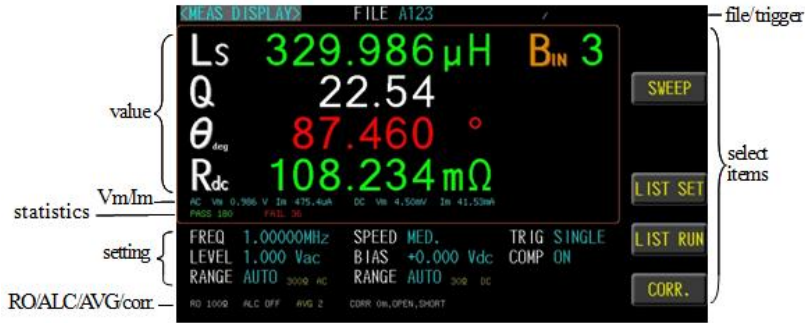 <MEAS DISPLAY> FILE A123 / file/trigger
Ls 329.986 μH BIN 3
Q 22.54
θdeg 87.460 °
Rdc 108.234 mΩ
AC Vm 0.986 V Im 475.4uA DC Vm 4.50mV Im 41.53mA
PASS 180 FAIL 36
FREQ 1.00000MHz SPEED MED. TRIG SINGLE
LEVEL 1.000 Vac BIAS +0.000 Vdc COMP ON
RANGE AUTO 300Ω AC RANGE AUTO 30Ω DC
RO 100Ω ALC OFF AVG 2 CORR 0m,OPEN,SHORT
SWEEP
LIST SET
LIST RUN
CORR.
value
Vm/Im
statistics
setting
RO/ALC/AVG/corr.
select
items